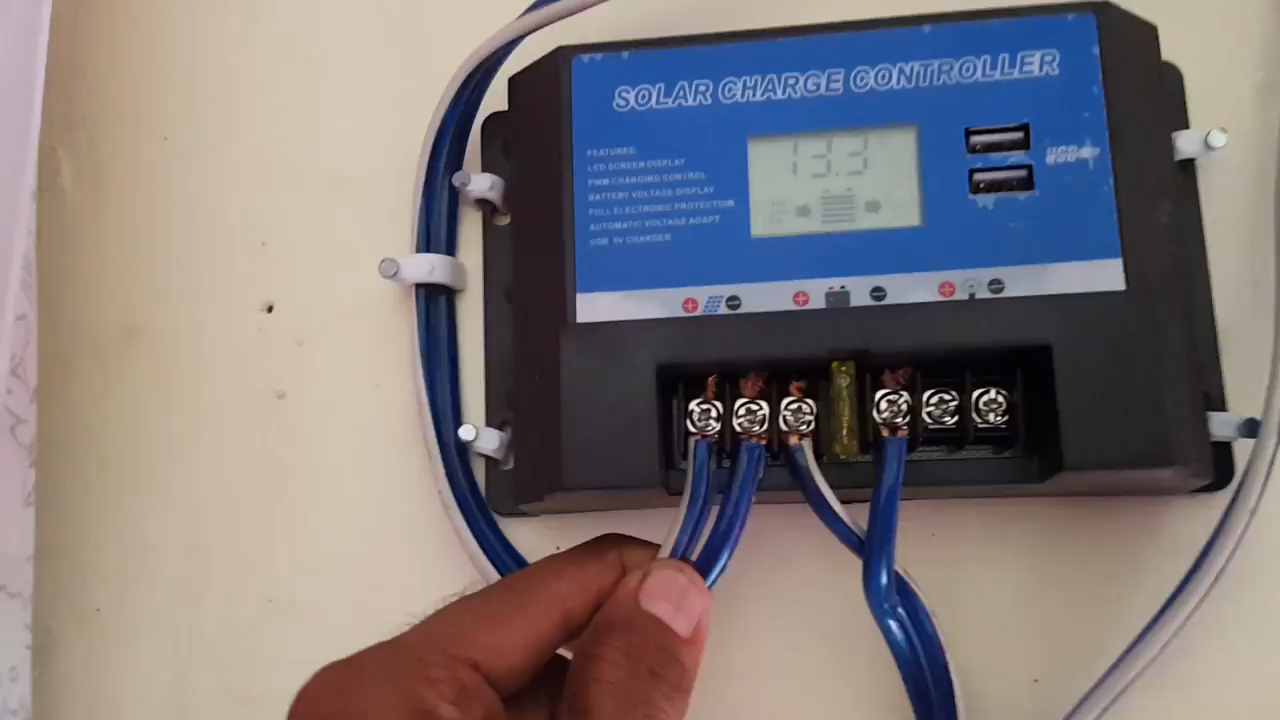 SOLAR CHARGE CONTROLLER
FEATURES:
LCD SCREEN DISPLAY
PWM CHARGING CONTROL
BATTERY VOLTAGE DISPLAY
FULL ELECTRONIC PROTECTION
AUTOMATIC VOLTAGE ADAPT
USB 5V CHARGER
13.3
USB